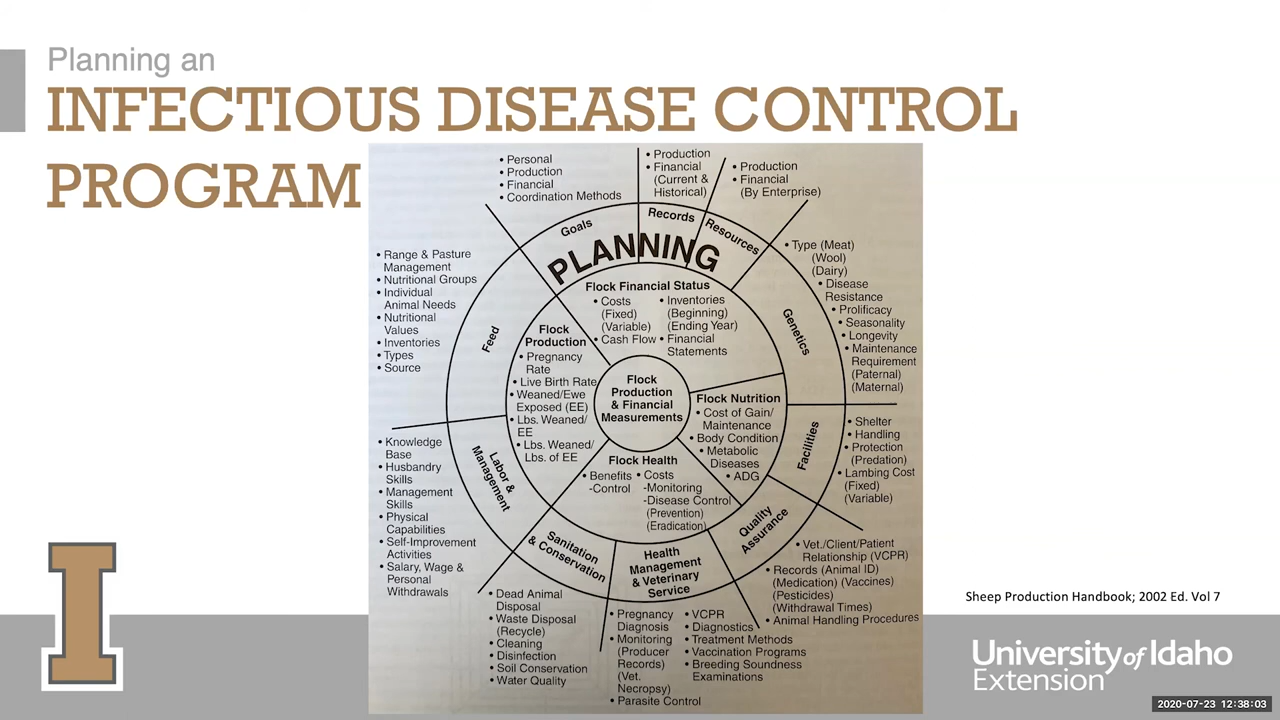 Planning an
INFECTIOUS DISEASE CONTROL
PROGRAM
• Personal
• Production
• Financial
• Coordination Methods
• Production
• Financial
(Current &
Historical)
• Production
• Financial
(By Enterprise)
Goals
Records
Resources
PLANNING
• Range & Pasture
Management
• Nutritional Groups
• Individual
Animal Needs
• Nutritional
Values
• Inventories
• Types
• Source
Feed
Flock Financial Status
• Costs
(Fixed)
(Variable)
• Cash Flow
• Inventories
(Beginning)
(Ending Year)
• Financial
Statements
Genetics
• Type (Meat)
(Wool)
(Dairy)
• Disease
Resistance
• Prolificacy
• Seasonality
• Longevity
• Maintenance
Requirement
(Paternal)
(Maternal)
Flock
Production
• Pregnancy
Rate
• Live Birth Rate
• Weaned/Ewe
Exposed (EE)
• Lbs. Weaned/
EE
• Lbs. Weaned/
Lbs. of EE
Flock
Production
& Financial
Measurements
Flock Nutrition
• Cost of Gain/
Maintenance
• Body Condition
• Metabolic
Diseases
• ADG
Facilities
• Shelter
• Handling
• Protection
(Predation)
• Lambing Cost
(Fixed)
(Variable)
• Knowledge
Base
• Husbandry
Skills
• Management
Skills
• Physical
Capabilities
• Self-Improvement
Activities
• Salary, Wage &
Personal
Withdrawals
Labor &
Management
Flock Health
• Benefits
-Control
• Costs
-Monitoring
-Disease Control
(Prevention)
(Eradication)
Quality
Assurance
• Vet./Client/Patient
Relationship (VCPR)
• Records (Animal ID)
(Medication) (Vaccines)
(Pesticides)
(Withdrawal Times)
• Animal Handling Procedures
Sanitation
& Conservation
Health
Management
& Veterinary
Service
• Dead Animal
Disposal
• Waste Disposal
(Recycle)
• Cleaning
• Disinfection
• Soil Conservation
• Water Quality
• Pregnancy
Diagnosis
• Monitoring
(Producer
Records)
(Vet.
Necropsy)
• Parasite Control
• VCPR
• Diagnostics
• Treatment Methods
• Vaccination Programs
• Breeding Soundness
Examinations
Sheep Production Handbook; 2002 Ed. Vol 7
I
University of Idaho
Extension
2020-07-23 12:38:03